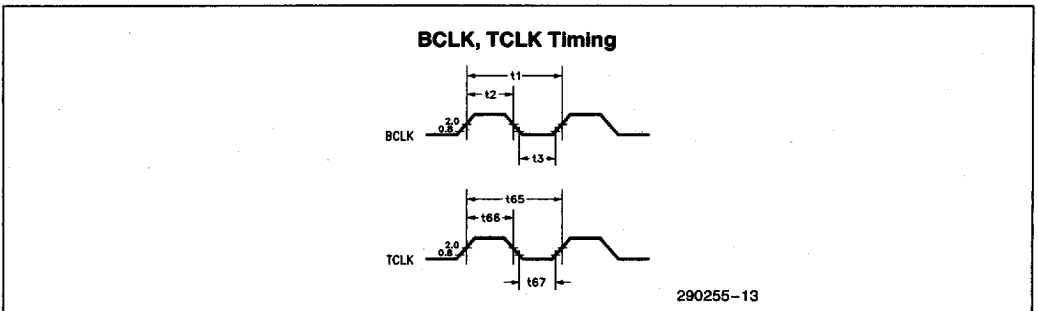 BCLK, TCLK Timing
t1
t2
2.0
0.8
BCLK
t3
t65
t66
2.0
0.8
TCLK
t67
290255-13